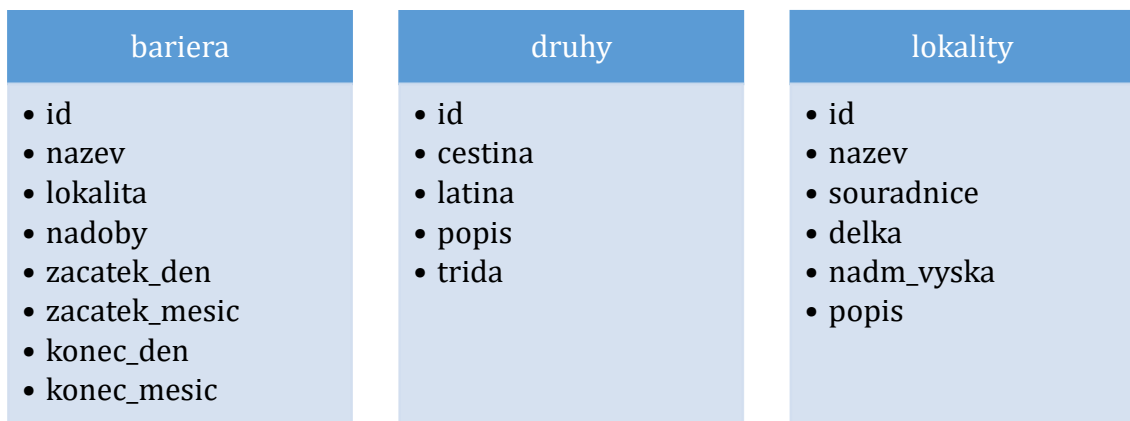 bariera
• id
• nazev
• lokalita
• nadoby
• zacatek_den
• zacatek_mesic
• konec_den
• konec_mesic
druhy
• id
• cestina
• latina
• popis
• trida
lokality
• id
• nazev
• souradnice
• delka
• nadm_vyska
• popis